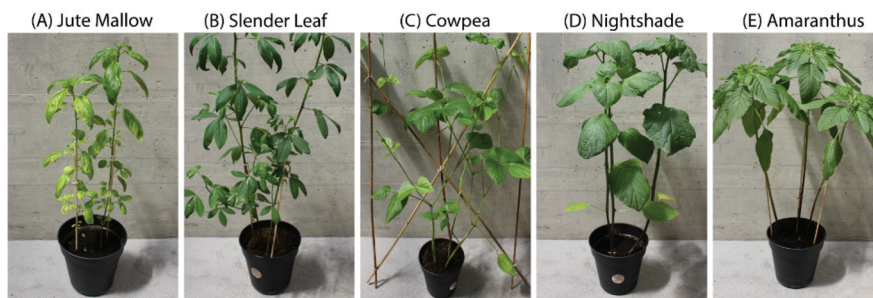 (A) Jute Mallow
(B) Slender Leaf
(C) Cowpea
(D) Nightshade
(E) Amaranthus